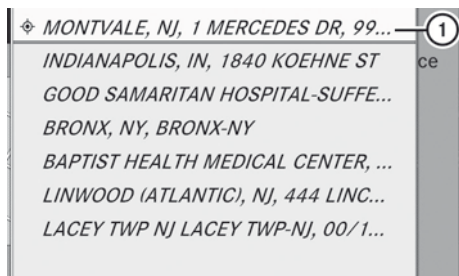 MONTVALE, NJ, 1 MERCEDES DR, 99... 1
INDIANAPOLIS, IN, 1840 KOEHNE ST ce
GOOD SAMARITAN HOSPITAL-SUFFE...
BRONX, NY, BRONX-NY
BAPTIST HEALTH MEDICAL CENTER, ...
LINWOOD (ATLANTIC), NJ, 444 LINC...
LACEY TWP NJ LACEY TWP-NJ, 00/1...